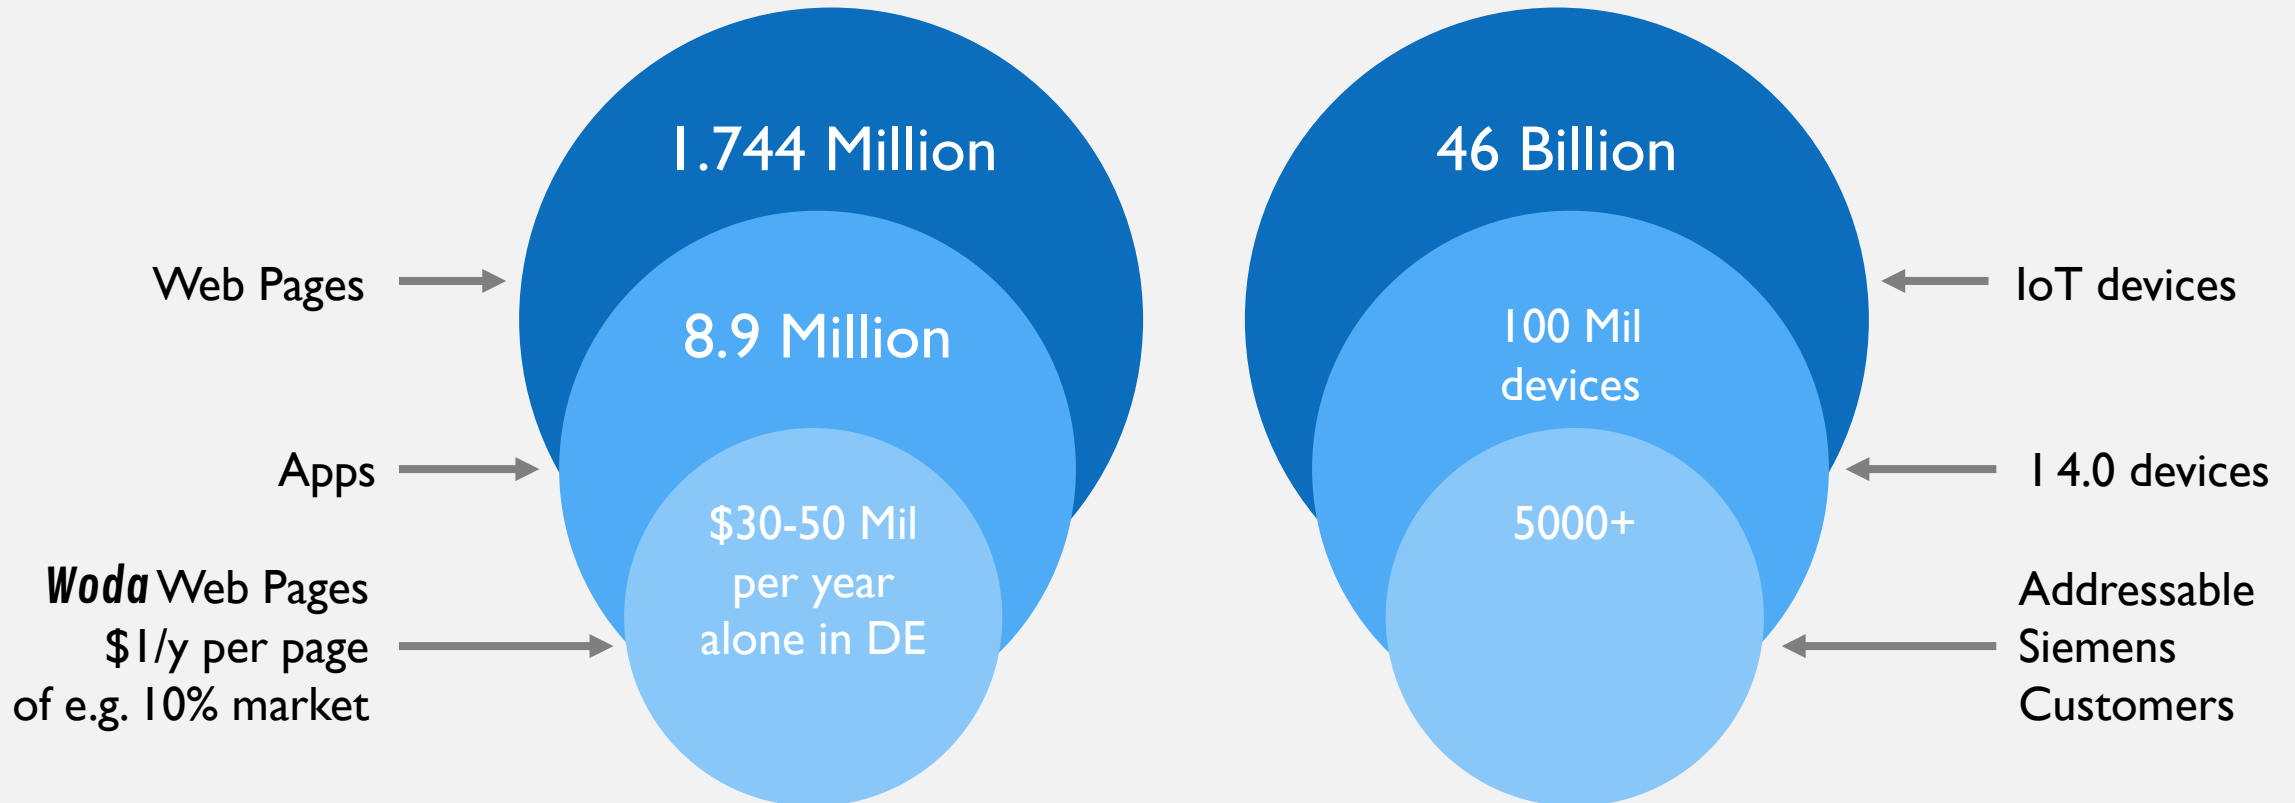 1.744 Million
8.9 Million
$30-50 Mil
per year
alone in DE
Web Pages
Apps
Woda Web Pages
$1/y per page
of e.g. 10% market
46 Billion
100 Mil
devices
5000+
IoT devices
I 4.0 devices
Addressable
Siemens
Customers